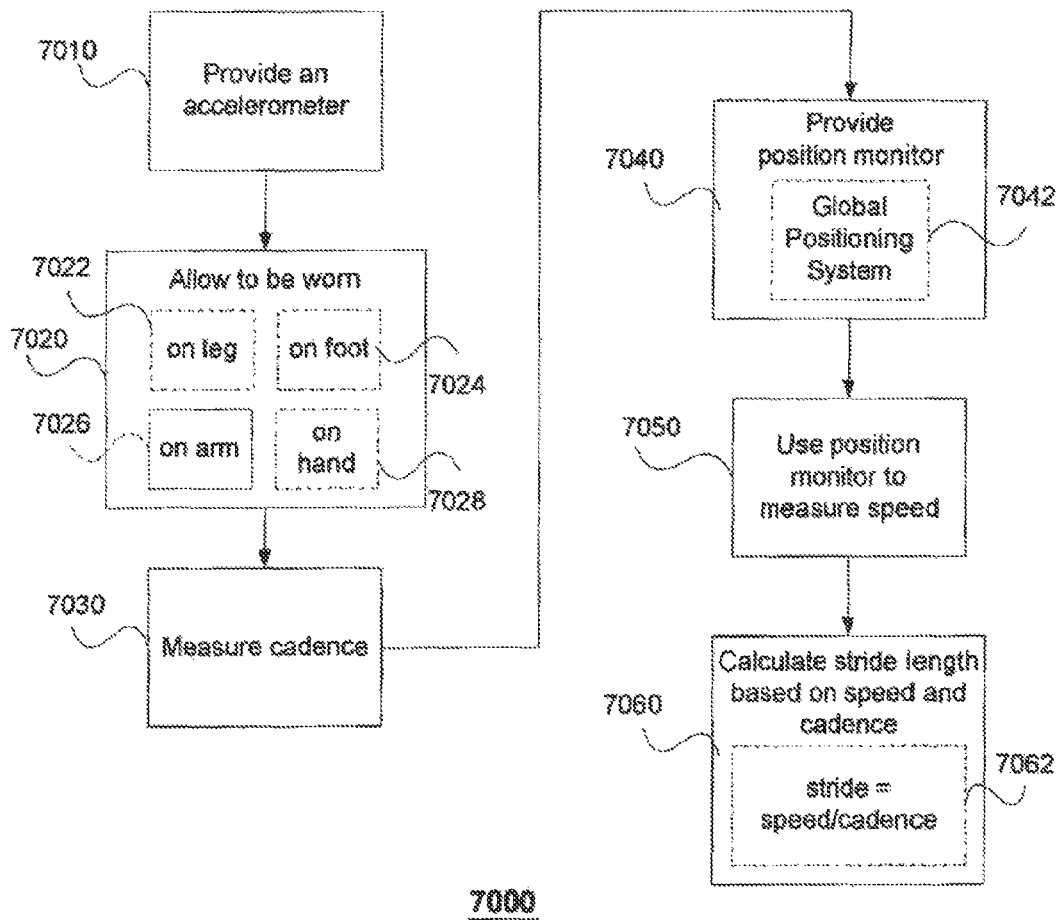 7010
Provide an
accelerometer
7020
Allow to be worn
7022
on leg
on foot
7024
7026
on arm
on
hand
7028
7030
Measure cadence
7040
Provide
position monitor
7042
Global
Positioning
System
7050
Use position
monitor to
measure speed
7060
Calculate stride length
based on speed and
cadence
7062
stride =
speed/cadence
7000